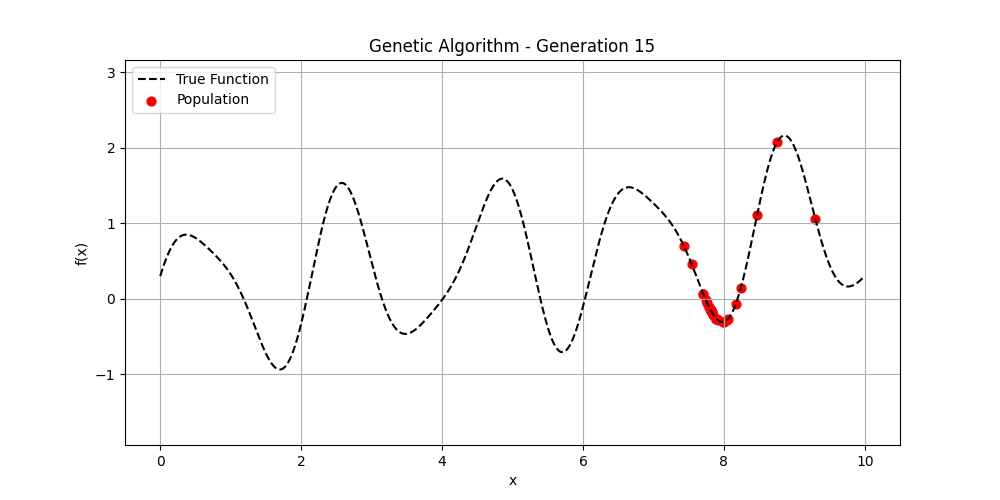 Genetic Algorithm - Generation 15
True Function
Population
3
2
1
0
−1
f(x)
0
2
4
6
8
10
x